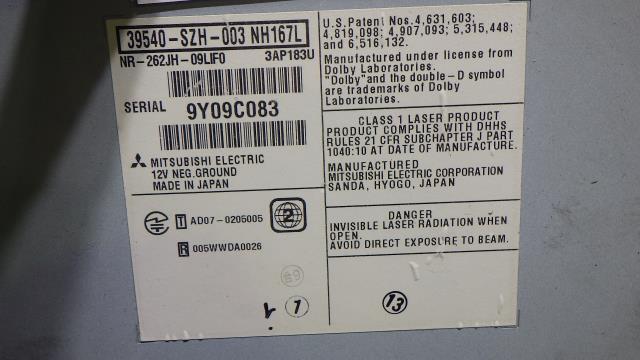 39540-SZH-003 NH167L
NR-262JH-09LIF0 3AP183U
SERIAL 9Y09C083
MITSUBISHI ELECTRIC
12V NEG.GROUND
MADE IN JAPAN
T AD07-0205005
2
R 005WWDA0026
1
U.S.Patent Nos.4,631,603;
4,819,098; 4,907,093; 5,315,448;
and 6,516,132.
Manufactured under license from
Dolby Laboratories.
"Dolby" and the double-D symbol
are trademarks of Dolby
Laboratories.
CLASS 1 LASER PRODUCT
PRODUCT COMPLIES WITH DHHS
RULES 21 CFR SUBCHAPTER J PART
1040:10 AT DATE OF MANUFACTURE.
MANUFACTURED
MITSUBISHI ELECTRIC CORPORATION
SANDA, HYOGO, JAPAN
DANGER
INVISIBLE LASER RADIATION WHEN
OPEN.
AVOID DIRECT EXPOSURE TO BEAM.
13